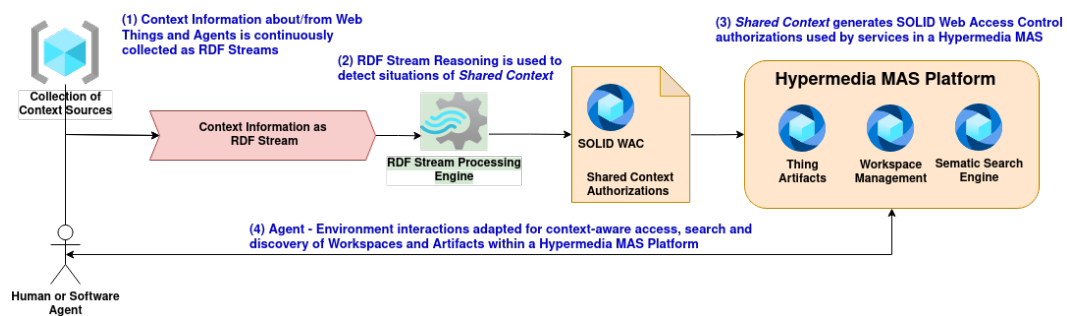 (1) Context Information about/from Web
Things and Agents is continuously
collected as RDF Streams
(3) Shared Context generates SOLID Web Access Control
authorizations used by services in a Hypermedia MAS
(2) RDF Stream Reasoning is used to
detect situations of Shared Context
Collection of
Context Sources
Context Information as
RDF Stream
RDF Stream Processing
Engine
SOLID WAC
Shared Context
Authorizations
Hypermedia MAS Platform
Thing
Artifacts
Workspace
Management
Sematic Search
Engine
(4) Agent - Environment interactions adapted for context-aware access, search and
discovery of Workspaces and Artifacts within a Hypermedia MAS Platform
Human or Software
Agent